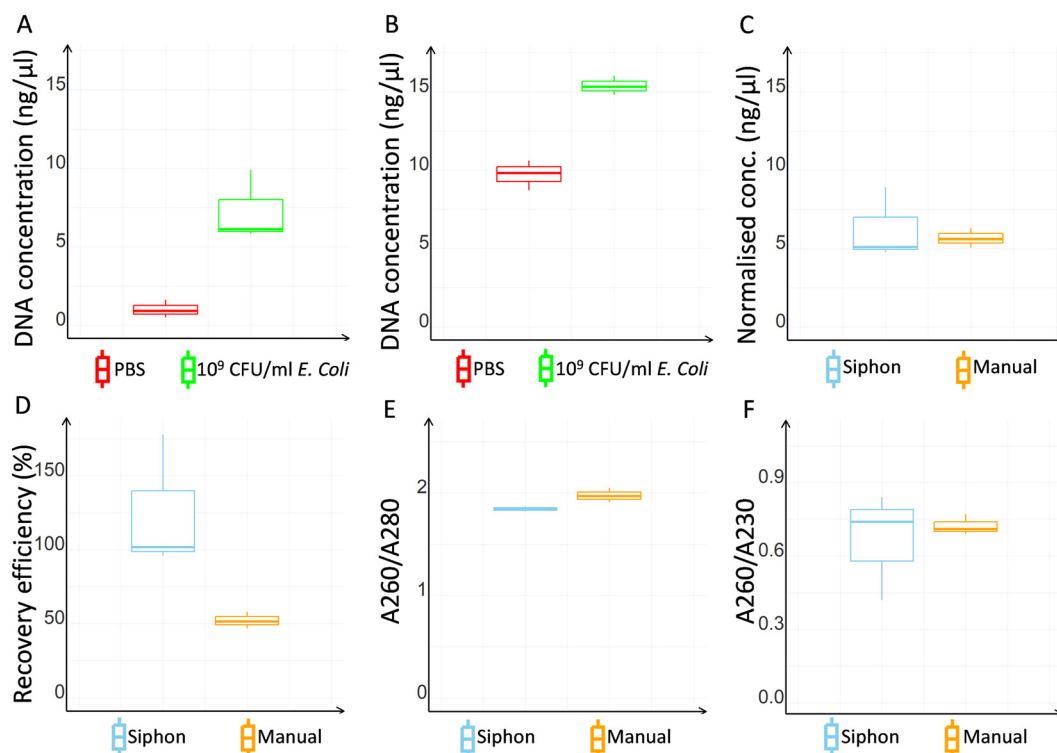 A
DNA concentration (ng/µl)
15
10
5
0
PBS
10⁹ CFU/ml E. Coli
B
DNA concentration (ng/µl)
15
10
5
0
PBS
10⁹ CFU/ml E. Coli
C
Normalised conc. (ng/µl)
15
10
5
0
Siphon
Manual
D
Recovery efficiency (%)
150
100
50
0
Siphon
Manual
E
A260/A280
2
1
0
Siphon
Manual
F
A260/A230
0.9
0.6
0.3
0.0
Siphon
Manual